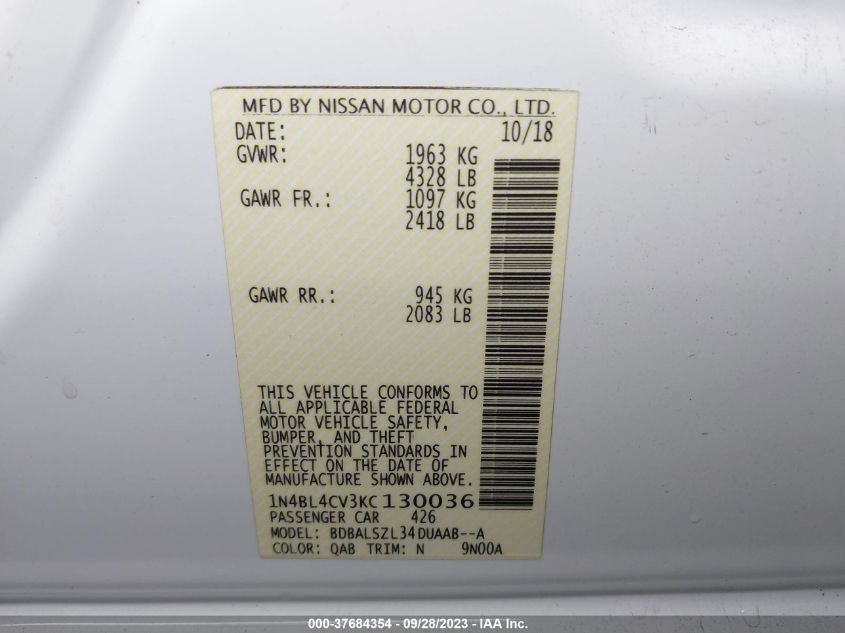 MFD BY NISSAN MOTOR CO., LTD.
DATE: 10/18
GVWR: 1963 KG
4328 LB
GAWR FR.: 1097 KG
2418 LB
GAWR RR.: 945 KG
2083 LB
THIS VEHICLE CONFORMS TO
ALL APPLICABLE FEDERAL
MOTOR VEHICLE SAFETY,
BUMPER, AND THEFT
PREVENTION STANDARDS IN
EFFECT ON THE DATE OF
MANUFACTURE SHOWN ABOVE.
1N4BL4CV3KC130036
PASSENGER CAR 426
MODEL: BDBALSZL34DUAAB--A
COLOR: QAB TRIM: N 9N00A
000-37684354 - 09/28/2023 - IAA Inc.